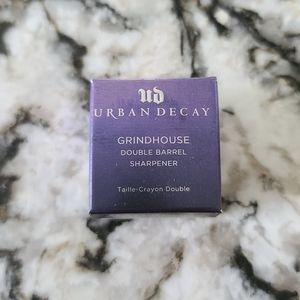 UD
URBAN DECAY
GRINDHOUSE
DOUBLE BARREL
SHARPENER
Taille-Crayon Double